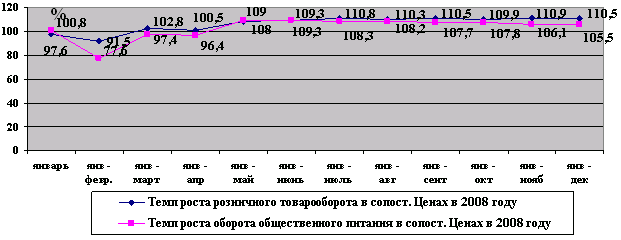 %
120
100
80
60
40
20
0
100,8
97,6
91,5
77,6
102,8
97,4
100,5
96,4
109
108
109,3
109,3
110,8
108,3
110,3
108,2
110,5
107,7
109,9
107,8
110,9
106,1
110,5
105,5
январь
янв -
февр.
янв -
март
янв -
апр
янв -
май
янв -
июнь
янв -
июль
янв -
авг
янв -
сент
янв -
окт
янв -
нояб
янв -
дек
Темп роста розничного товарооборота в сопост. Ценах в 2008 году
Темп роста оборота общественного питания в сопост. Ценах в 2008 году